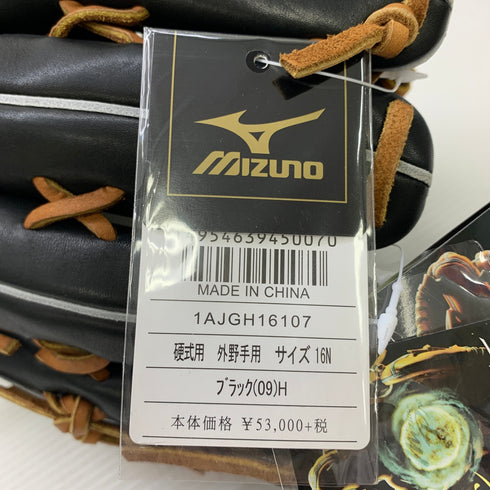 MIZUNO
954639450070
MADE IN CHINA
1AJGH16107
硬式用 外野手用 サイズ 16N
ブラック(09)H
本体価格 ¥53,000+税